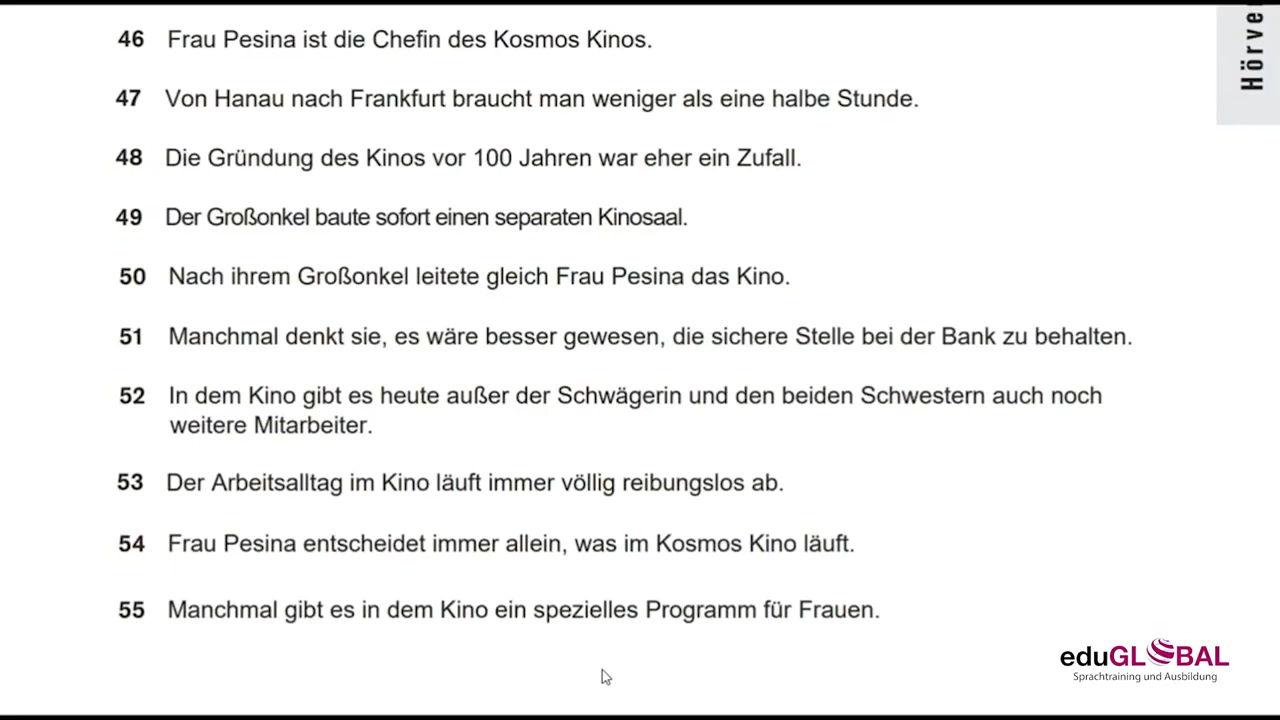 46 Frau Pesina ist die Chefin des Kosmos Kinos.
47 Von Hanau nach Frankfurt braucht man weniger als eine halbe Stunde.
48 Die Gründung des Kinos vor 100 Jahren war eher ein Zufall.
49 Der Großonkel baute sofort einen separaten Kinosaal.
50 Nach ihrem Großonkel leitete gleich Frau Pesina das Kino.
51 Manchmal denkt sie, es wäre besser gewesen, die sichere Stelle bei der Bank zu behalten.
52 In dem Kino gibt es heute außer der Schwägerin und den beiden Schwestern auch noch
weitere Mitarbeiter.
53 Der Arbeitsalltag im Kino läuft immer völlig reibungslos ab.
54 Frau Pesina entscheidet immer allein, was im Kosmos Kino läuft.
55 Manchmal gibt es in dem Kino ein spezielles Programm für Frauen.
eduGLOBAL
Sprachtraining und Ausbildung